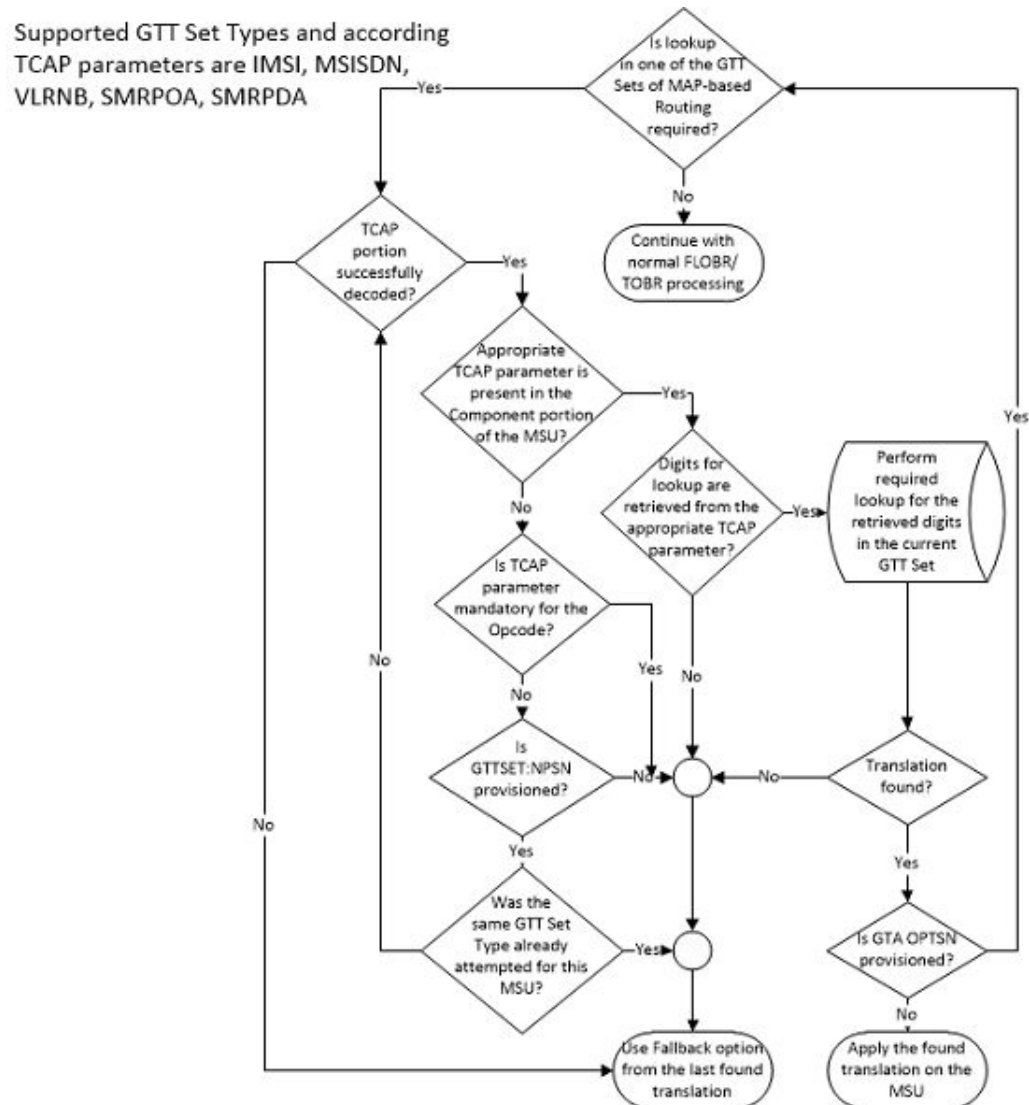 Supported GTT Set Types and according
TCAP parameters are IMSI, MSISDN,
VLRNB, SMRPOA, SMRPDA
Is lookup
in one of the GTT
Sets of MAP-based
Routing
required?
Yes
No
Continue with
normal FLOBR/
TOBR processing
TCAP
portion
successfully
decoded?
Yes
Appropriate
TCAP parameter is
present in the
Component portion
of the MSU?
Yes
Yes
Digits for
lookup are
retrieved from the
appropriate TCAP
parameter?
Yes
Perform
required
lookup for the
retrieved digits
in the current
GTT Set
No
Is TCAP
parameter
mandatory for the
Opcode?
No
Yes
No
No
Is
GTTSET:NPSN
provisioned?
No
No
Translation
found?
No
Yes
Yes
Was the
same GTT Set
Type already
attempted for this
MSU?
Yes
Is GTA OPTSN
provisioned?
No
Use Fallback option
from the last found
translation
Apply the found
translation on the
MSU